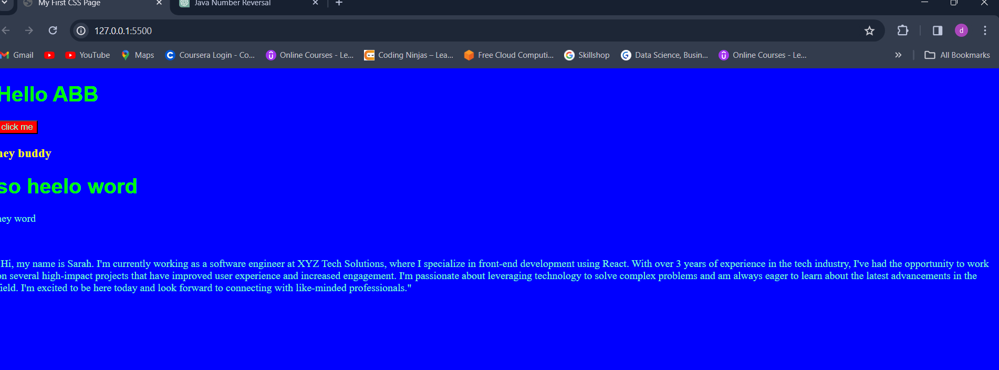 My First CSS Page
Java Number Reversal
127.0.0.1:5500
d
Gmail
YouTube
Maps
Coursera Login - Co...
Online Courses - Le...
Coding Ninjas – Lea...
Free Cloud Computi...
Skillshop
Data Science, Busin...
Online Courses - Le...
All Bookmarks
Hello ABB
click me
hey buddy
so heelo word
hey word
Hi, my name is Sarah. I'm currently working as a software engineer at XYZ Tech Solutions, where I specialize in front-end development using React. With over 3 years of experience in the tech industry, I've had the opportunity to work
on several high-impact projects that have improved user experience and increased engagement. I'm passionate about leveraging technology to solve complex problems and am always eager to learn about the latest advancements in the
field. I'm excited to be here today and look forward to connecting with like-minded professionals."